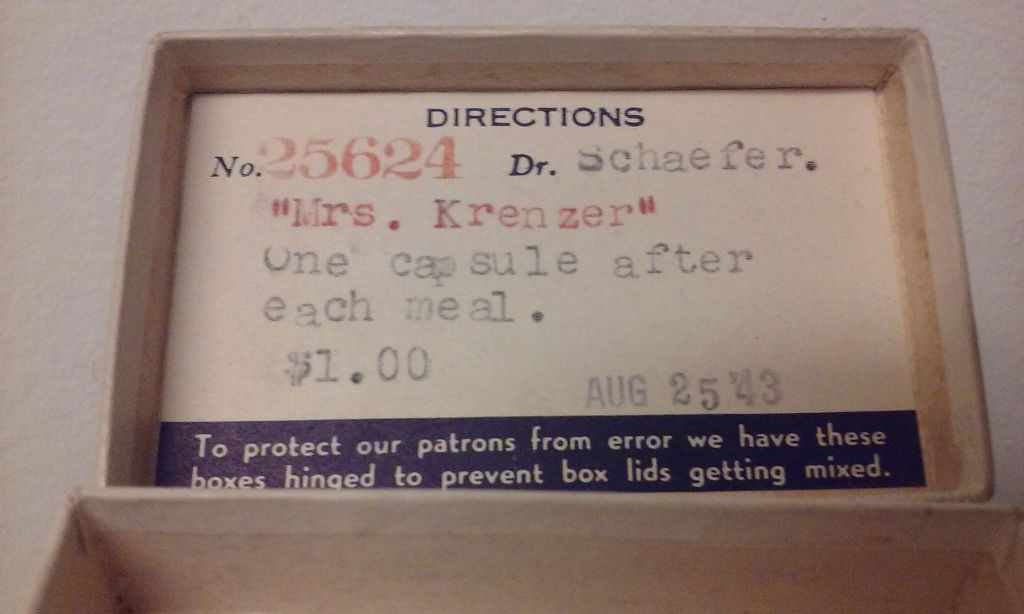 DIRECTIONS
No. 25624 Dr. Schaefer.
"Mrs. Krenzer"
One capsule after
each meal.
$1.00
AUG 25 '43
To protect our patrons from error we have these
boxes hinged to prevent box lids getting mixed.